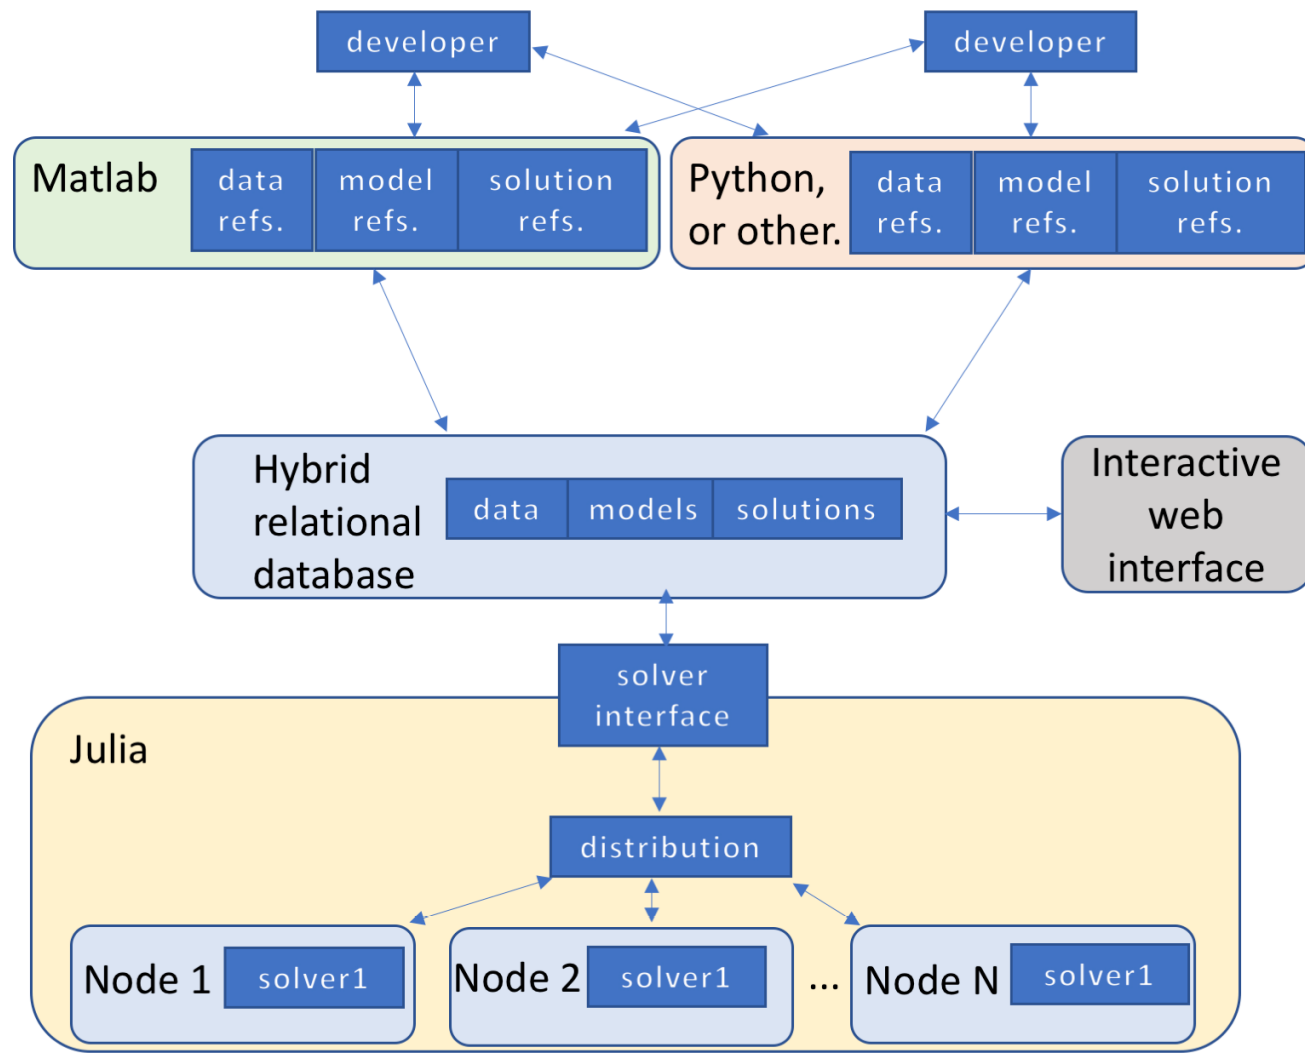 developer
developer
Matlab
data
refs.
model
refs.
solution
refs.
Python,
or other.
data
refs.
model
refs.
solution
refs.
Hybrid
relational
database
data
models
solutions
Interactive
web
interface
solver
interface
Julia
distribution
Node 1
solver1
Node 2
solver1
...
Node N
solver1